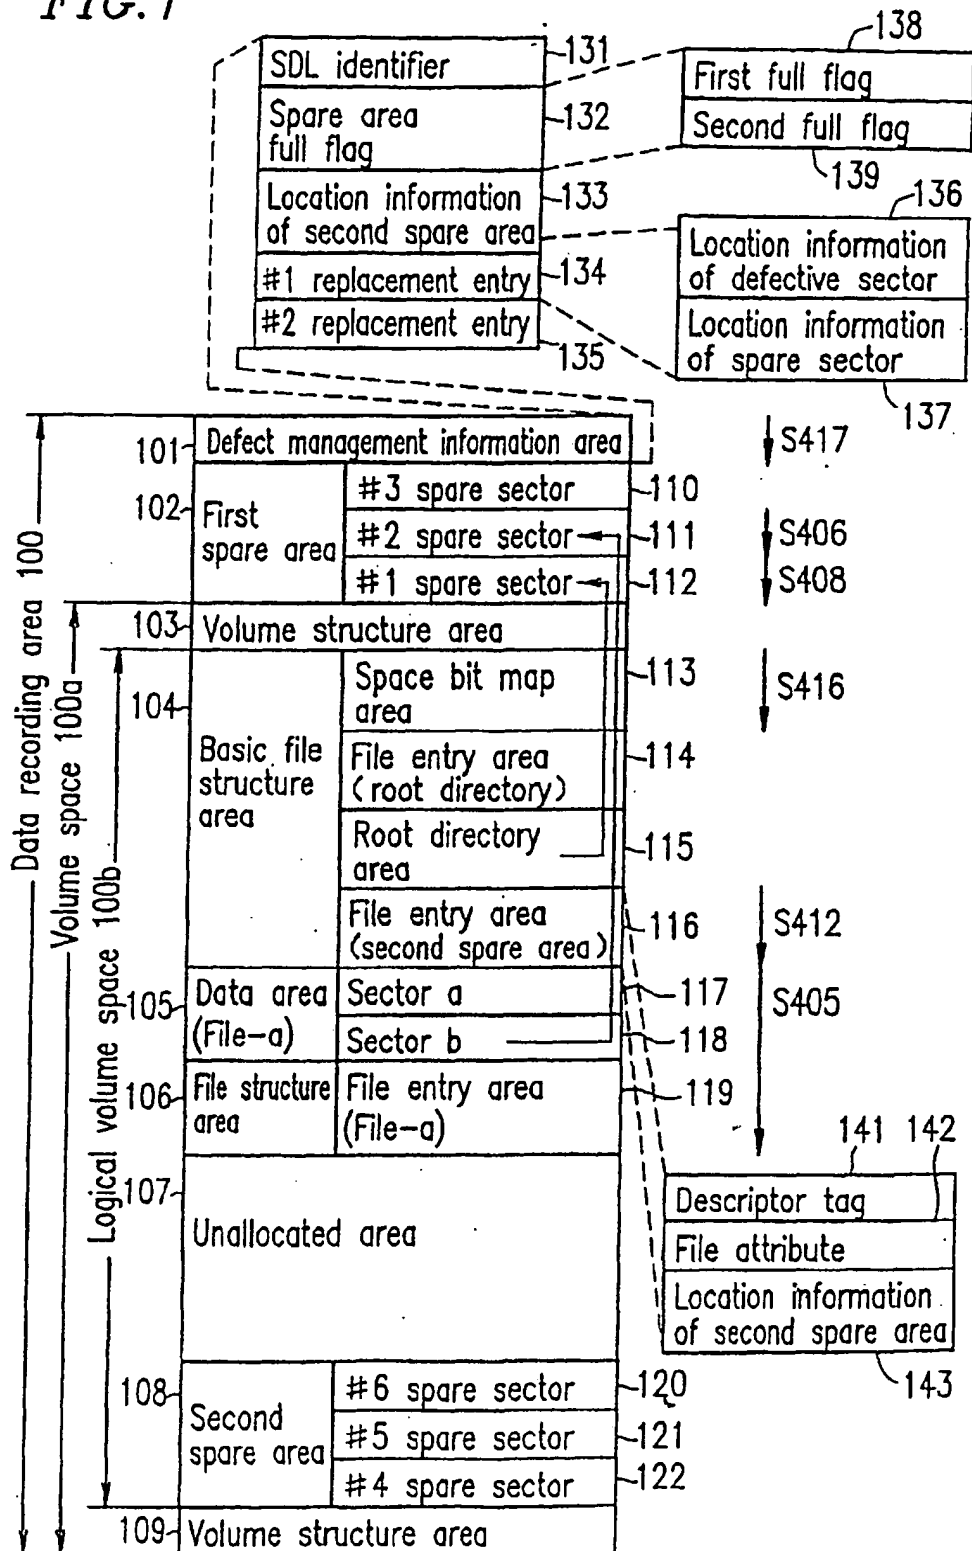 FIG. 7
SDL identifier
131
Spare area
full flag
132
Location information
of second spare area
133
#1 replacement entry
134
#2 replacement entry
135
138
First full flag
Second full flag
139
136
Location information
of defective sector
Location information
of spare sector
137
Data recording area 100
Volume space 100a
Logical volume space 100b
101
Defect management information area
S417
102
First
spare area
#3 spare sector
110
#2 spare sector
111
S406
#1 spare sector
112
S408
103
Volume structure area
104
Basic file
structure
area
Space bit map
area
113
S416
File entry area
(root directory)
114
Root directory
area
115
File entry area
(second spare area)
116
S412
105
Data area
(File-a)
Sector a
117
S405
Sector b
118
106
File structure
area
File entry area
(File-a)
119
107
Unallocated area
141 142
Descriptor tag
File attribute
Location information
of second spare area
143
108
Second
spare area
#6 spare sector
120
#5 spare sector
121
#4 spare sector
122
109
Volume structure area